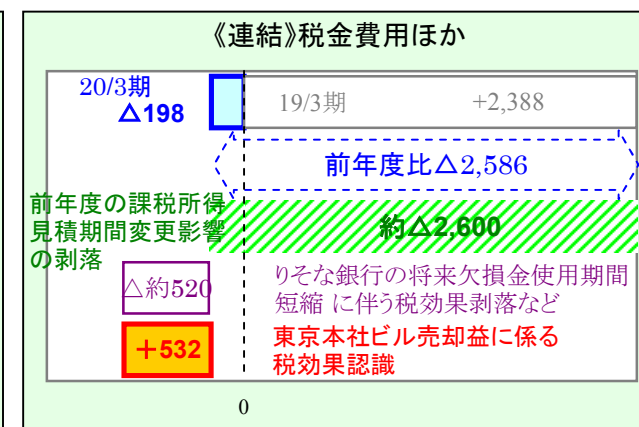 《連結》税金費用ほか
20/3期
△198
19/3期 +2,388
前年度比△2,586
前年度の課税所得
見積期間変更影響
の剥落
約△2,600
△約520
りそな銀行の将来欠損金使用期間
短縮 に伴う税効果剥落など
+532
東京本社ビル売却益に係る
税効果認識
0